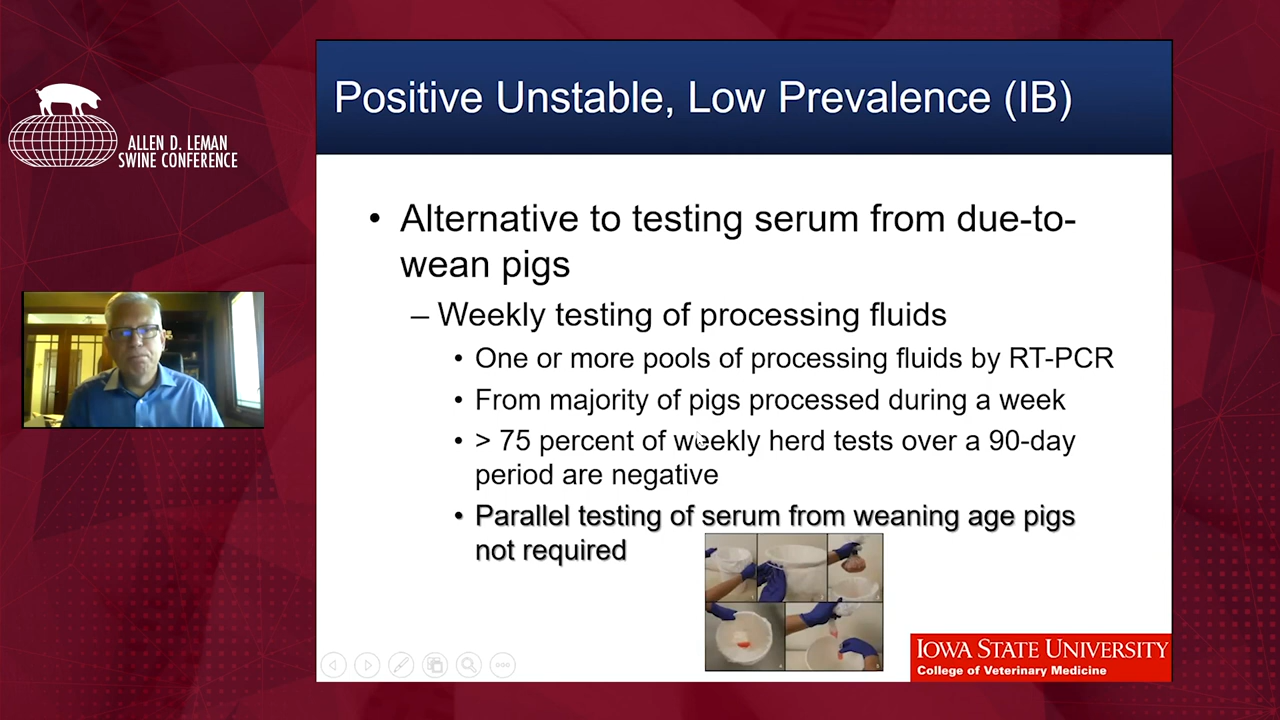 ALLEN D. LEMAN
SWINE CONFERENCE
Positive Unstable, Low Prevalence (IB)
• Alternative to testing serum from due-to-
wean pigs
– Weekly testing of processing fluids
• One or more pools of processing fluids by RT-PCR
• From majority of pigs processed during a week
• > 75 percent of weekly herd tests over a 90-day
period are negative
• Parallel testing of serum from weaning age pigs
not required
IOWA STATE UNIVERSITY
College of Veterinary Medicine